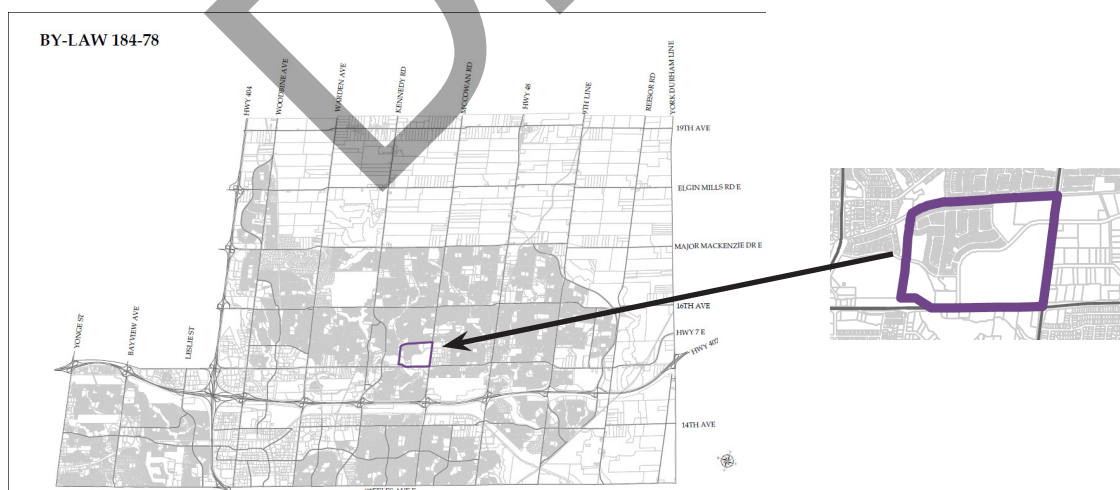 BY-LAW 184-78
HWY 404
WOODBINE AVE
WARDEN AVE
KENNEDY RD
MCCOWAN RD
HWY 48
9TH LINE
REESOR RD
YORK DURHAM LINE
19TH AVE
ELGIN MILLS RD E
MAJOR MACKENZIE DR E
16TH AVE
HWY 7 E
HWY 407
YONGE ST
BAYVIEW AVE
LESLIE ST
14TH AVE